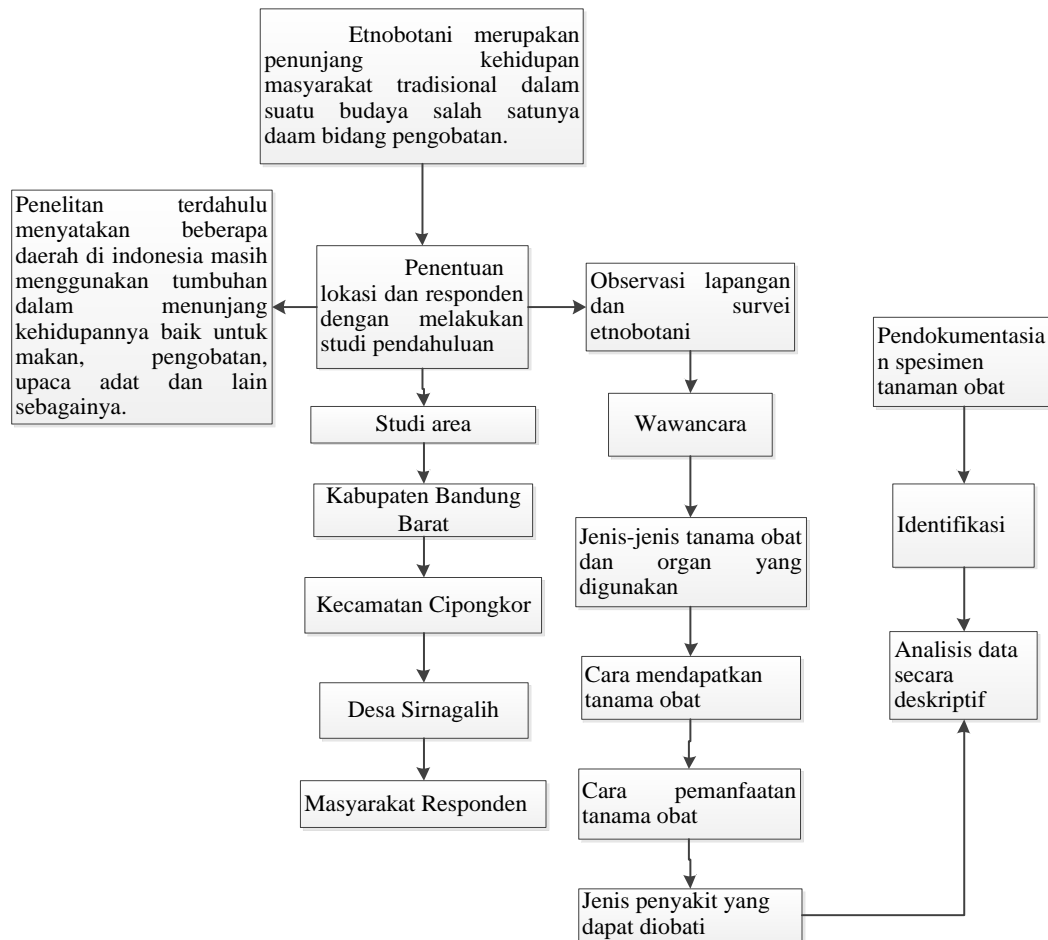 Etnobotani merupakan
penunjang kehidupan
masyarakat tradisional dalam
suatu budaya salah satunya
daam bidang pengobatan.
Penelitan terdahulu
menyatakan beberapa
daerah di indonesia masih
menggunakan tumbuhan
dalam menunjang
kehidupannya baik untuk
makan, pengobatan,
upaca adat dan lain
sebagainya.
Penentuan
lokasi dan responden
dengan melakukan
studi pendahuluan
Observasi lapangan
dan survei
etnobotani
Studi area
Kabupaten Bandung
Barat
Kecamatan Cipongkor
Desa Sirnagalih
Masyarakat Responden
Wawancara
Jenis-jenis tanama obat
dan organ yang
digunakan
Cara mendapatkan
tanama obat
Cara pemanfaatan
tanama obat
Jenis penyakit yang
dapat diobati
Pendokumentasia
n spesimen
tanaman obat
Identifikasi
Analisis data
secara
deskriptif